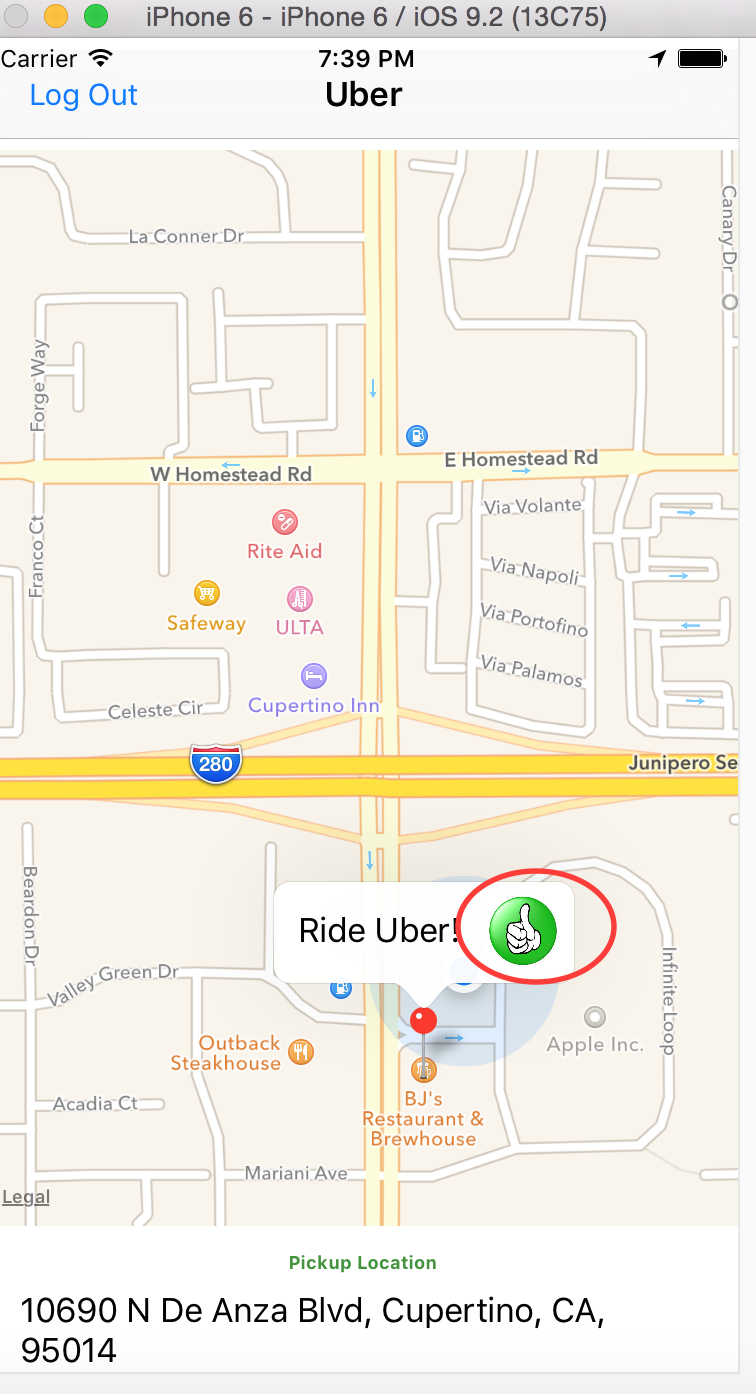 iPhone 6 - iPhone 6 / iOS 9.2 (13C75)
Carrier 7:39 PM
Log Out Uber
La Conner Dr
Canary Dr
Forge Way
E Homestead Rd
W Homestead Rd
Via Volante
Franco Ct
Rite Aid
Via Napoli
Safeway
ULTA
Via Portofino
Via Palamos
Cupertino Inn
Celeste Cir
280
Junipero Se
Beardon Dr
Ride Uber!
Valley Green Dr
Infinite Loop
Outback
Steakhouse
Apple Inc.
BJ's
Restaurant &
Brewhouse
Acadia Ct
Mariani Ave
Legal
Pickup Location
10690 N De Anza Blvd, Cupertino, CA,
95014